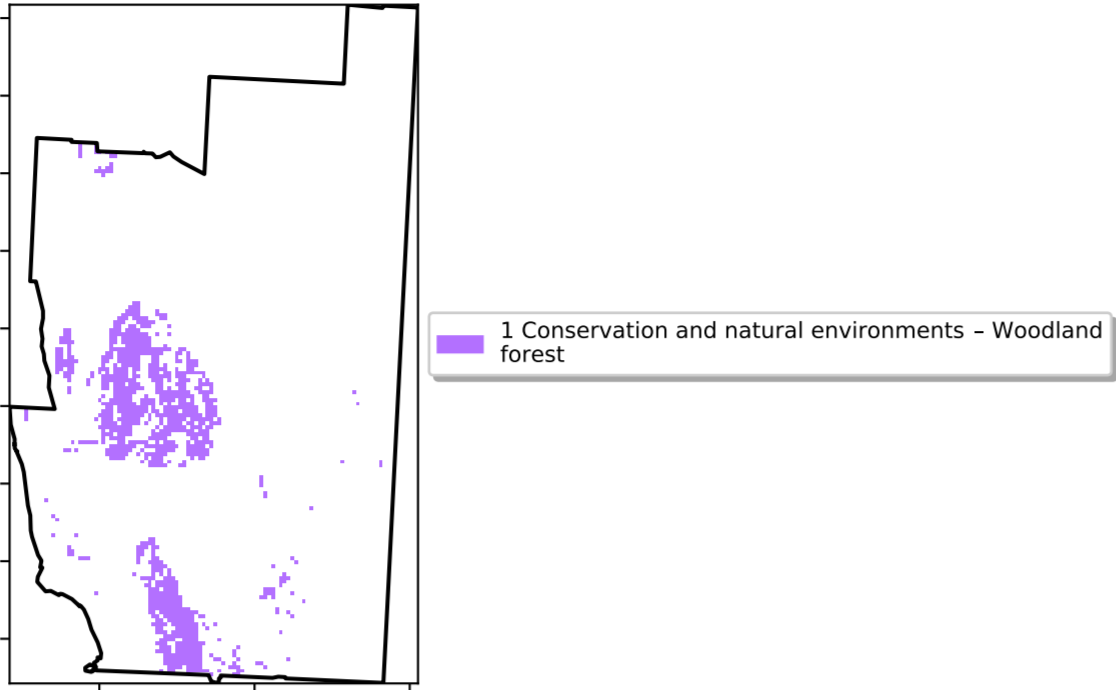 1 Conservation and natural environments – Woodland
forest